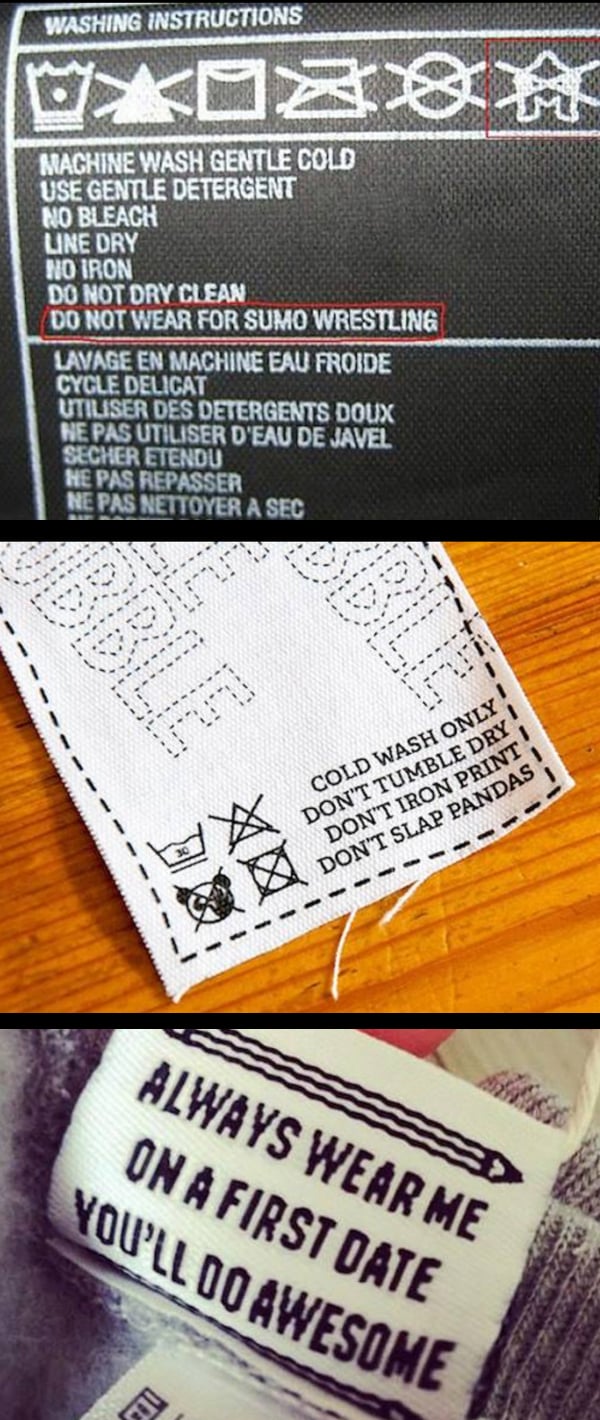 WASHING INSTRUCTIONS
MACHINE WASH GENTLE COLD
USE GENTLE DETERGENT
NO BLEACH
LINE DRY
NO IRON
DO NOT DRY CLEAN
DO NOT WEAR FOR SUMO WRESTLING
LAVAGE EN MACHINE EAU FROIDE
CYCLE DELICAT
UTILISER DES DETERGENTS DOUX
NE PAS UTILISER D'EAU DE JAVEL
SECHER ETENDU
NE PAS REPASSER
NE PAS NETTOYER A SEC
COLD WASH ONLY
DON'T TUMBLE DRY
DON'T IRON PRINT
DON'T SLAP PANDAS
30
ALWAYS WEAR ME
ON A FIRST DATE
YOU'LL DO AWESOME